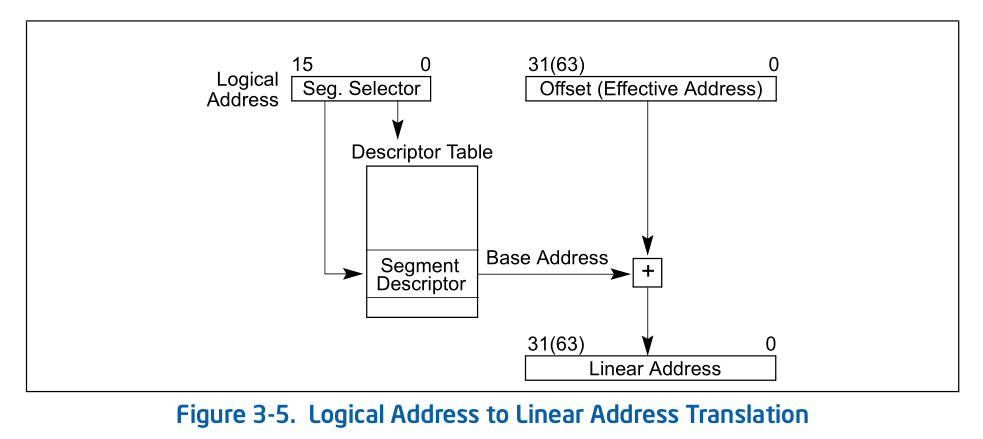 15 0
31(63) 0
Logical
Address
Seg. Selector
Offset (Effective Address)
Descriptor Table
Base Address
+
Segment
Descriptor
31(63) 0
Linear Address
Figure 3-5. Logical Address to Linear Address Translation